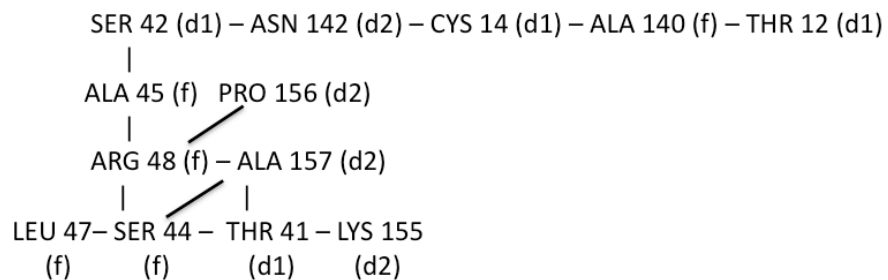 SER 42 (d1) – ASN 142 (d2) – CYS 14 (d1) – ALA 140 (f) – THR 12 (d1)
ALA 45 (f) PRO 156 (d2)
ARG 48 (f) – ALA 157 (d2)
LEU 47– SER 44 – THR 41 – LYS 155
(f) (f) (d1) (d2)